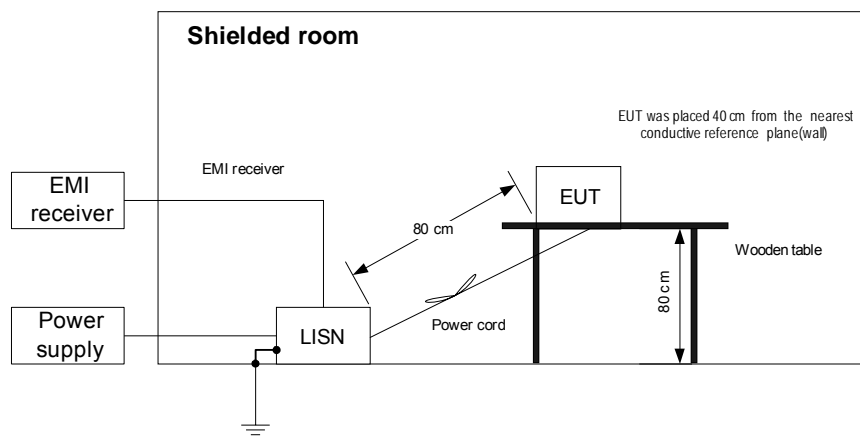 Shielded room
EUT was placed 40 cm from the nearest
conductive reference plane(wall)
EMI
receiver
EMI receiver
EUT
80 cm
Wooden table
80 cm
Power
supply
LISN
Power cord